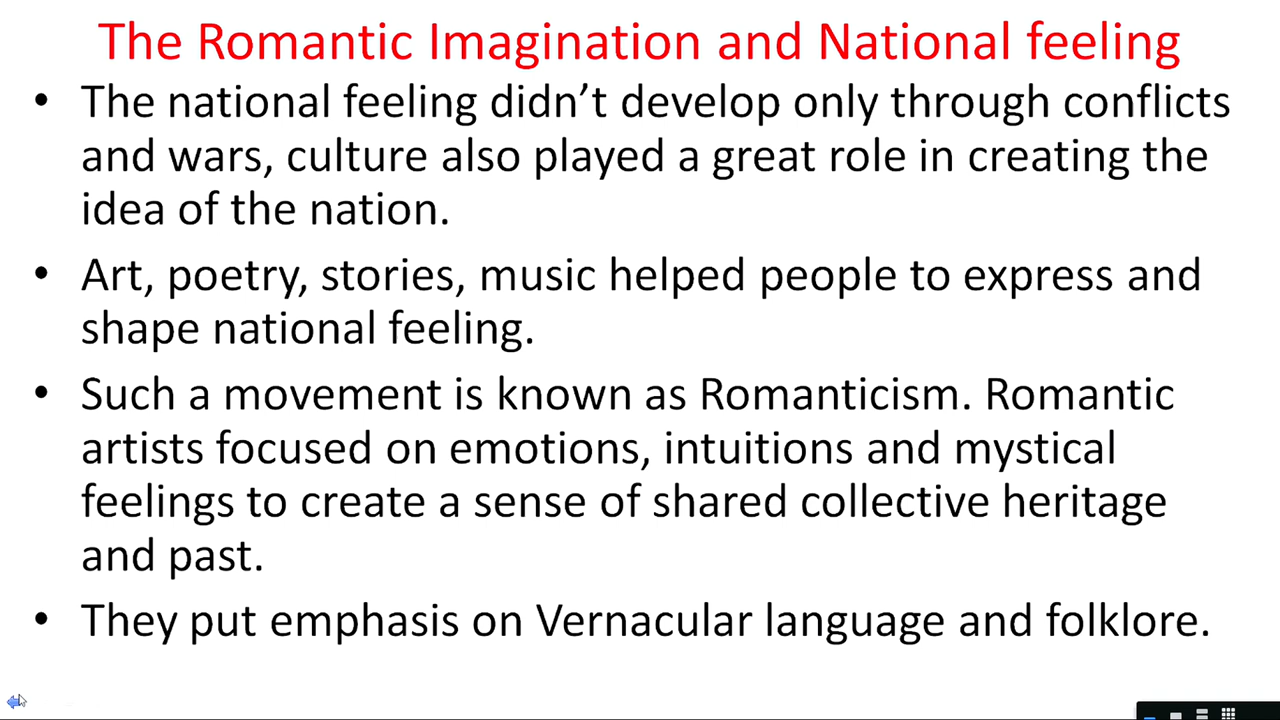 The Romantic Imagination and National feeling
• The national feeling didn’t develop only through conflicts
and wars, culture also played a great role in creating the
idea of the nation.
• Art, poetry, stories, music helped people to express and
shape national feeling.
• Such a movement is known as Romanticism. Romantic
artists focused on emotions, intuitions and mystical
feelings to create a sense of shared collective heritage
and past.
• They put emphasis on Vernacular language and folklore.